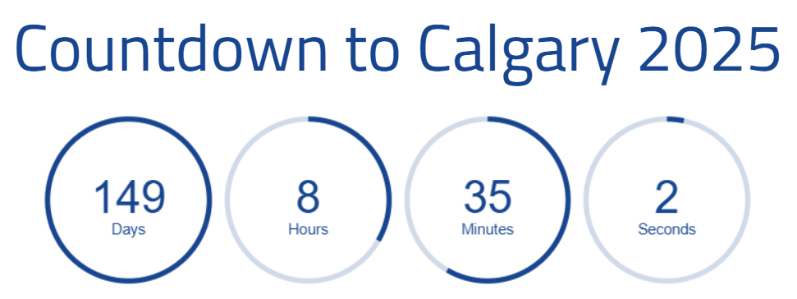 Countdown to Calgary 2025
149 8 35 2
Days Hours Minutes Seconds